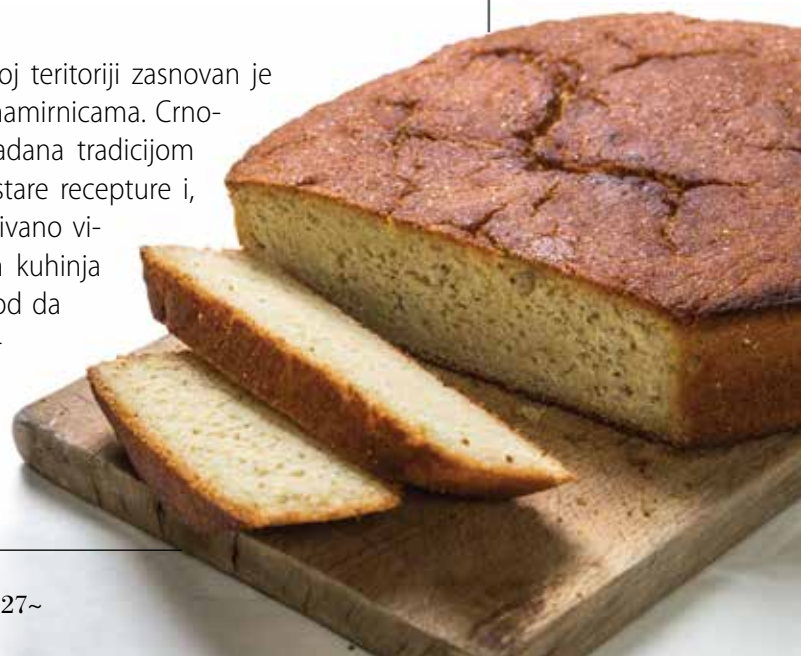 oj teritoriji zasnovan je
namirnicama. Crno-
adana tradicijom
stare recepture i,
ivano vi-
kuhinja
od da
27~